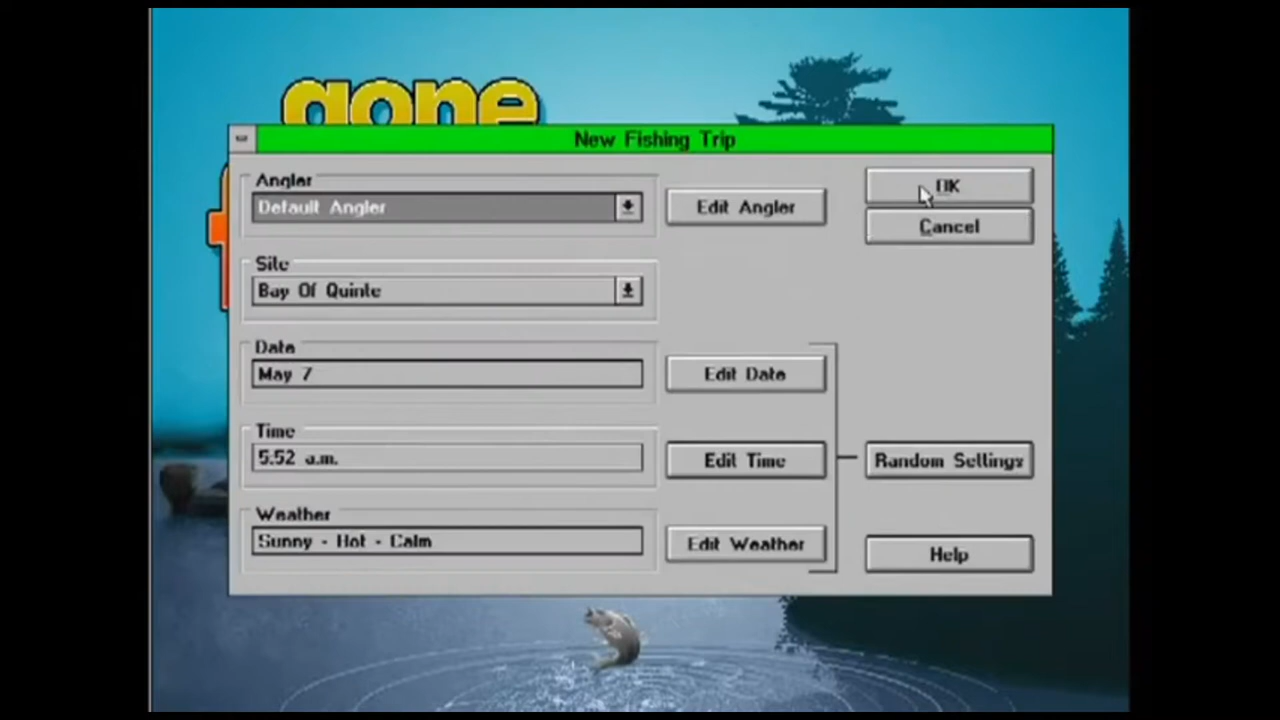 gone
New Fishing Trip
Angler
Default Angler
Edit Angler
OK
Cancel
Site
Bay Of Quinte
Date
May 7
Edit Date
Time
5:52 a.m.
Edit Time
Random Settings
Weather
Sunny - Hot - Calm
Edit Weather
Help